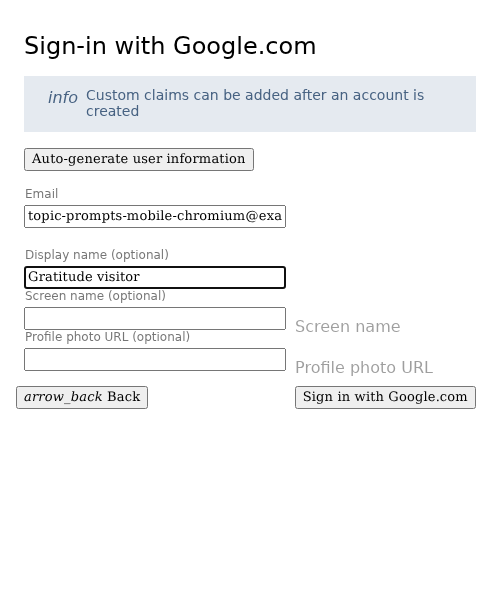 Sign-in with Google.com
info Custom claims can be added after an account is
created
Auto-generate user information
Email
topic-prompts-mobile-chromium@exa
Display name (optional)
Gratitude visitor
Screen name (optional)
Screen name
Profile photo URL (optional)
Profile photo URL
arrow_back Back
Sign in with Google.com